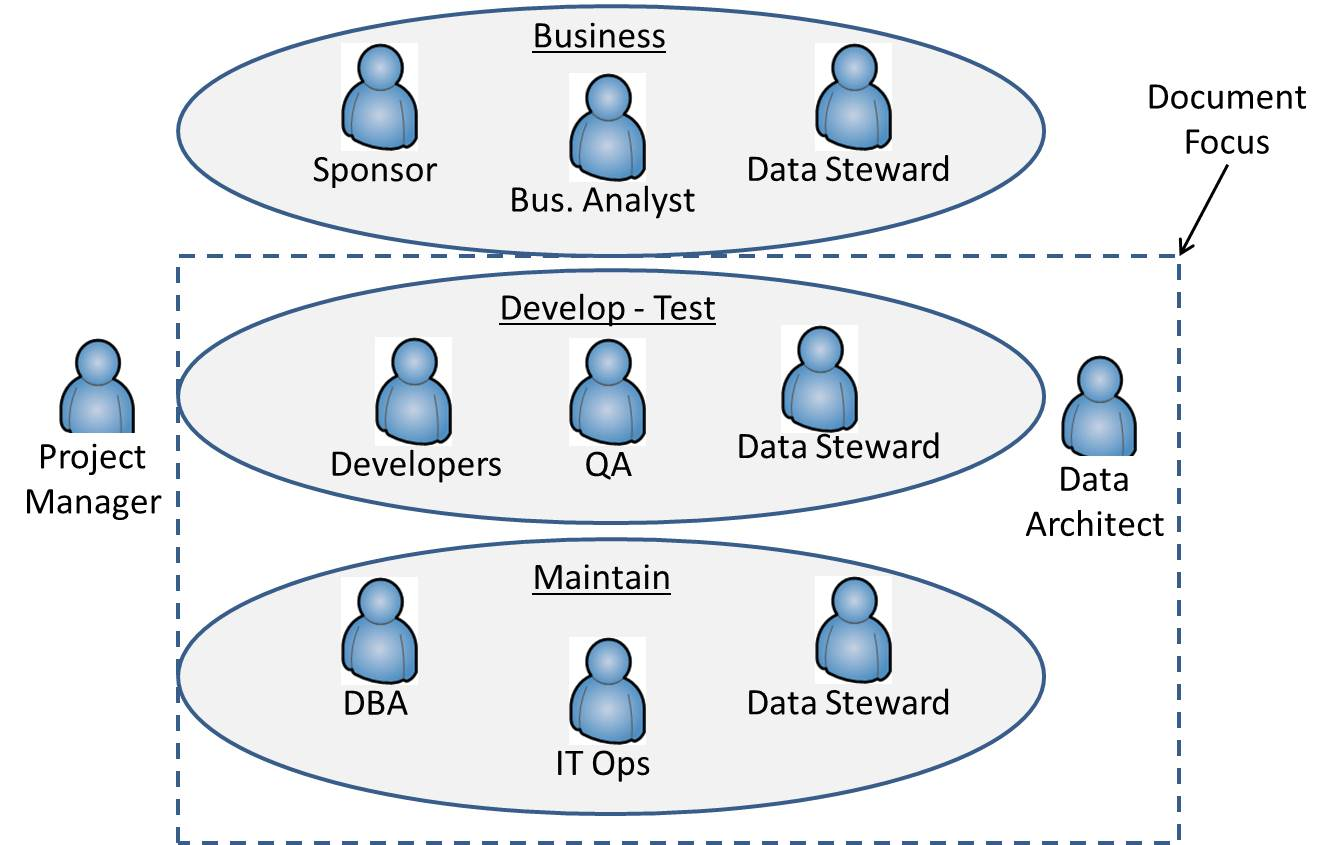 Business
Sponsor
Bus. Analyst
Data Steward
Document
Focus
Develop - Test
Developers
QA
Data Steward
Project
Manager
Data
Architect
Maintain
DBA
IT Ops
Data Steward